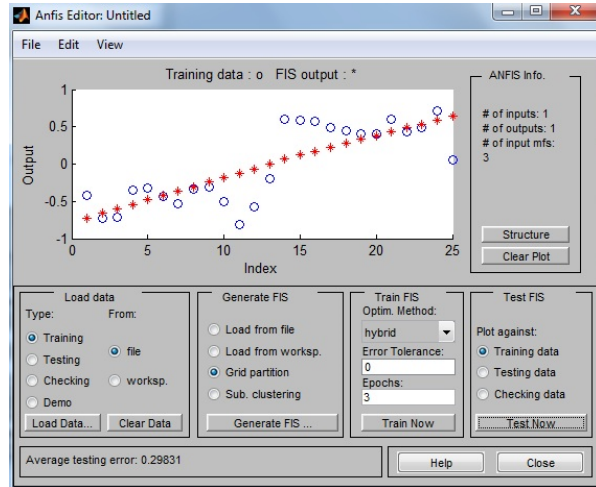 Anfis Editor: Untitled
File Edit View
Training data : o FIS output : *
1
0.5
0
-0.5
-1
Output
0 5 10 15 20 25
Index
ANFIS Info.
# of inputs: 1
# of outputs: 1
# of input mfs:
3
Structure
Clear Plot
Load data
Type: From:
Training
Testing
Checking
Demo
file
worksp.
Load Data... Clear Data
Generate FIS
Load from file
Load from worksp.
Grid partition
Sub. clustering
Generate FIS ...
Train FIS
Optim. Method:
hybrid
Error Tolerance:
0
Epochs:
3
Train Now
Test FIS
Plot against:
Training data
Testing data
Checking data
Test Now
Average testing error: 0.29831
Help Close